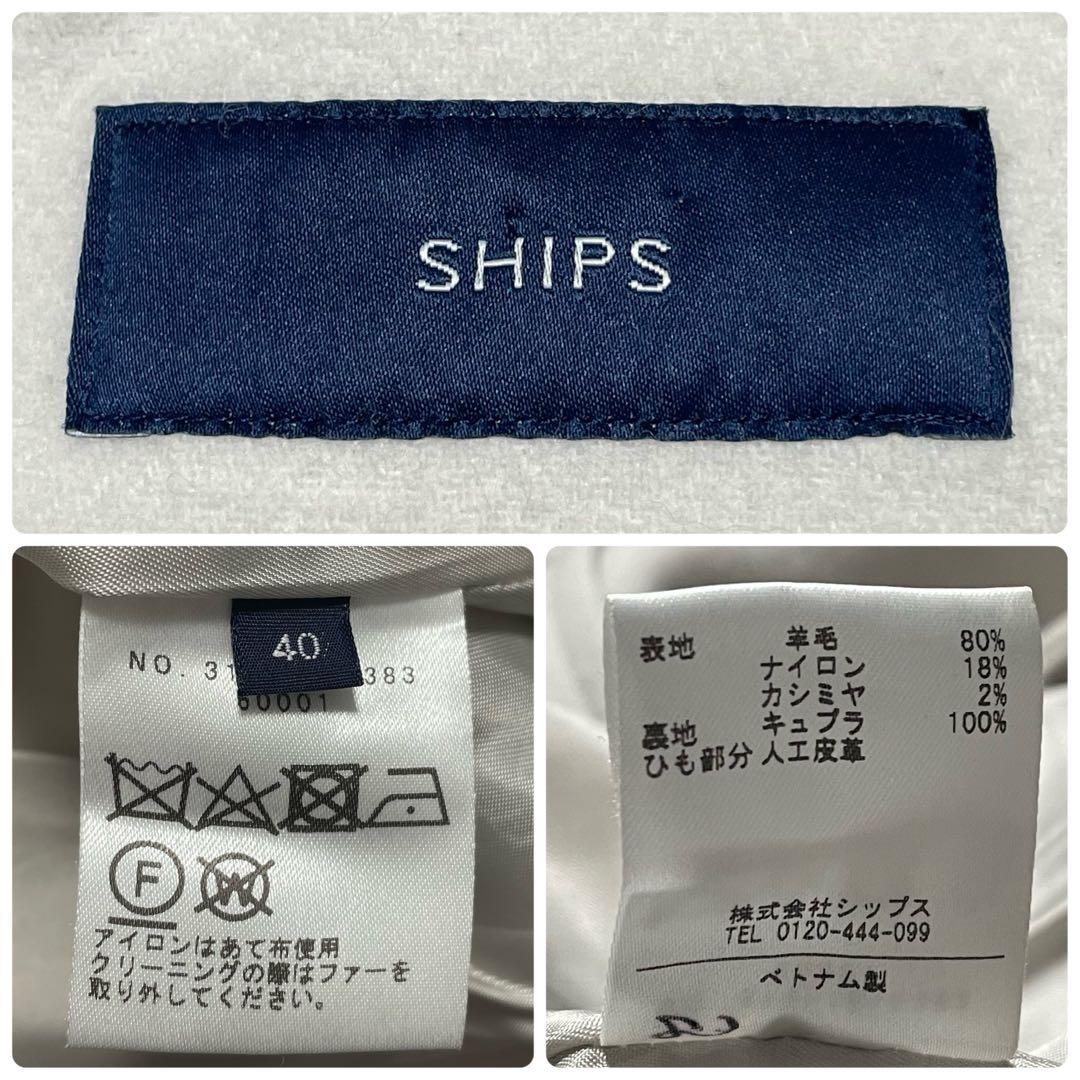 SHIPS
40
NO. 31 383
60001
F
W
アイロンはあて布使用
クリーニングの際はファーを
取り外してください。
表地 羊毛 80%
ナイロン 18%
カシミヤ 2%
裏地 キュプラ 100%
ひも部分 人工皮革
株式会社シップス
TEL 0120-444-099
ベトナム製